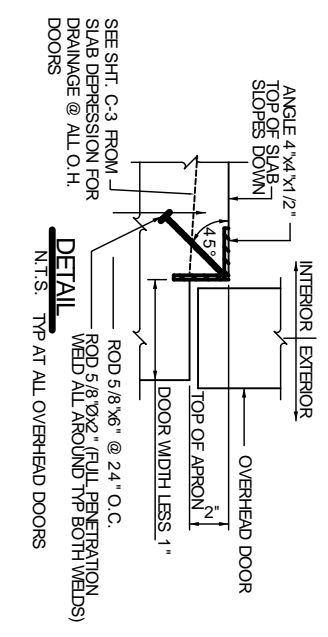 ANGLE 4"x4"x1/2"
TOP OF SLAB
SLOPES DOWN
INTERIOR
EXTERIOR
OVERHEAD DOOR
45°
2"
TOP OF APRON
DOOR WIDTH LESS 1"
SEE SHT. C-3 FROM
SLAB DEPRESSION FOR
DRAINAGE @ ALL O.H.
DOORS
ROD 5/8"x6" @ 24" O.C.
ROD 5/8"Øx2" (FULL PENETRATION
WELD ALL AROUND TYP BOTH WELDS)
DETAIL
N.T.S. TYP AT ALL OVERHEAD DOORS